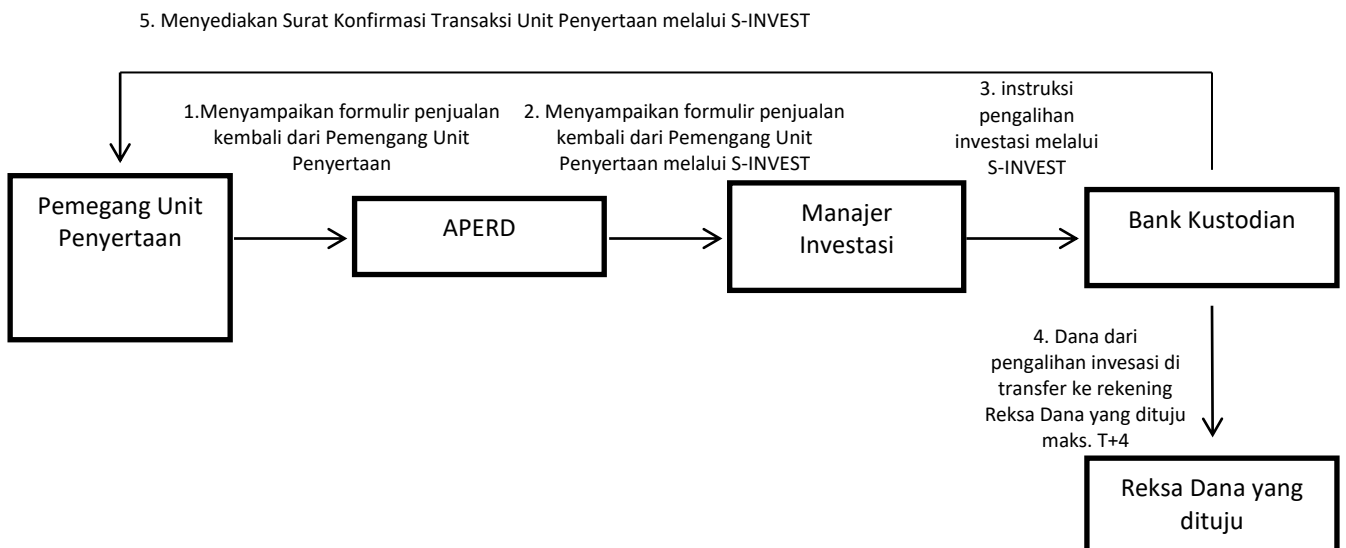 5. Menyediakan Surat Konfirmasi Transaksi Unit Penyertaan melalui S-INVEST
1.Menyampaikan formulir penjualan
kembali dari Pemengang Unit
Penyertaan
2. Menyampaikan formulir penjualan
kembali dari Pemengang Unit
Penyertaan melalui S-INVEST
3. instruksi
pengalihan
investasi melalui
S-INVEST
Pemegang Unit
Penyertaan
APERD
Manajer
Investasi
Bank Kustodian
4. Dana dari
pengalihan invesasi di
transfer ke rekening
Reksa Dana yang dituju
maks. T+4
Reksa Dana yang
dituju